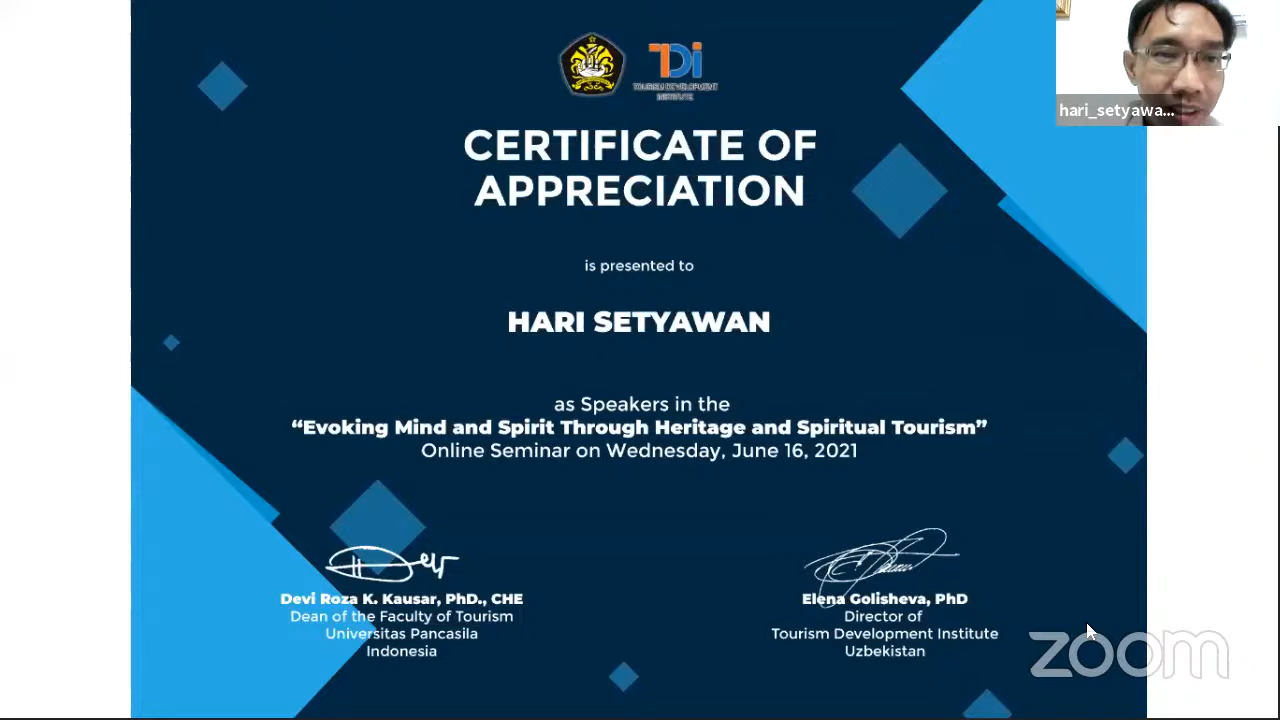 TDi
TOURISM DEVELOPMENT
INSTITUTE
hari_setyawa...
CERTIFICATE OF
APPRECIATION
is presented to
HARI SETYAWAN
as Speakers in the
“Evoking Mind and Spirit Through Heritage and Spiritual Tourism”
Online Seminar on Wednesday, June 16, 2021
Devi Roza K. Kausar, PhD., CHE
Dean of the Faculty of Tourism
Universitas Pancasila
Indonesia
Elena Golisheva, PhD
Director of
Tourism Development Institute
Uzbekistan
zoom